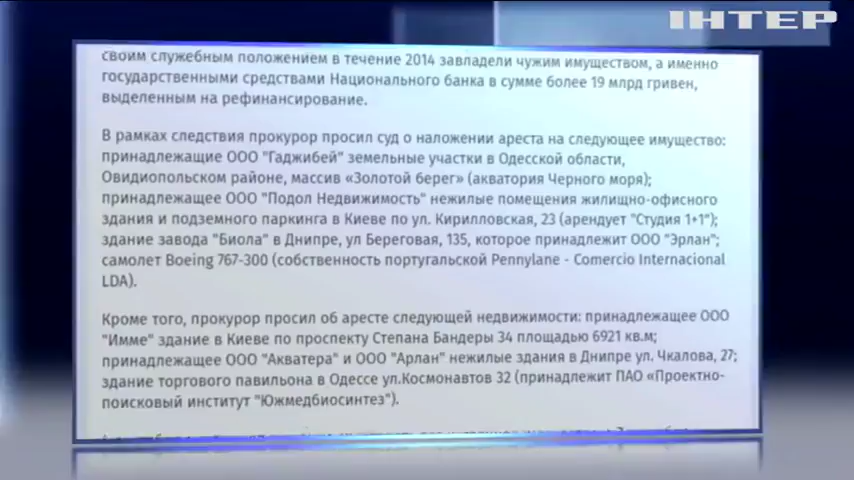 ІНТЕР
своим служебным положением в течение 2014 завладели чужим имуществом, а именно
государственными средствами Национального банка в сумме более 19 млрд гривен,
выделенным на рефинансирование.
В рамках следствия прокурор просил суд о наложении ареста на следующее имущество:
принадлежащие ООО "Гаджибей" земельные участки в Одесской области,
Овидиопольском районе, массив «Золотой берег» (акватория Черного моря);
принадлежащее ООО "Подол Недвижимость" нежилые помещения жилищно-офисного
здания и подземного паркинга в Киеве по ул. Кирилловская, 23 (арендует "Студия 1+1");
здание завода "Биола" в Днипре, ул Береговая, 135, которое принадлежит ООО "Эрлан";
самолет Boeing 767-300 (собственность португальской Pennylane - Comercio Internacional
LDA).
Кроме того, прокурор просил об аресте следующей недвижимости: принадлежащее ООО
"Имме" здание в Киеве по проспекту Степана Бандеры 34 площадью 6921 кв.м;
принадлежащее ООО "Акватера" и ООО "Арлан" нежилые здания в Днипре ул. Чкалова, 27;
здание торгового павильона в Одессе ул.Космонавтов 32 (принадлежит ПАО «Проектно-
поисковый институт "Южмедбиосинтез").